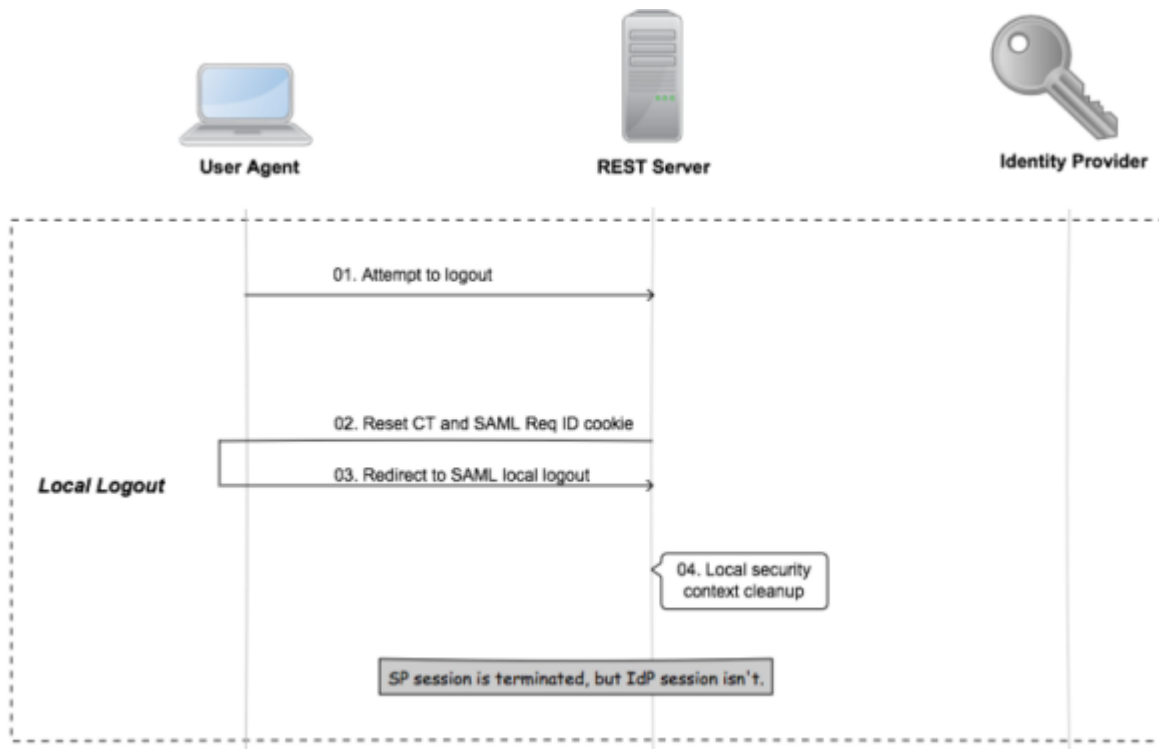 User Agent
REST Server
Identity Provider
01. Attempt to logout
02. Reset CT and SAML Req ID cookie
03. Redirect to SAML local logout
Local Logout
04. Local security
context cleanup
SP session is terminated, but IdP session isn't.